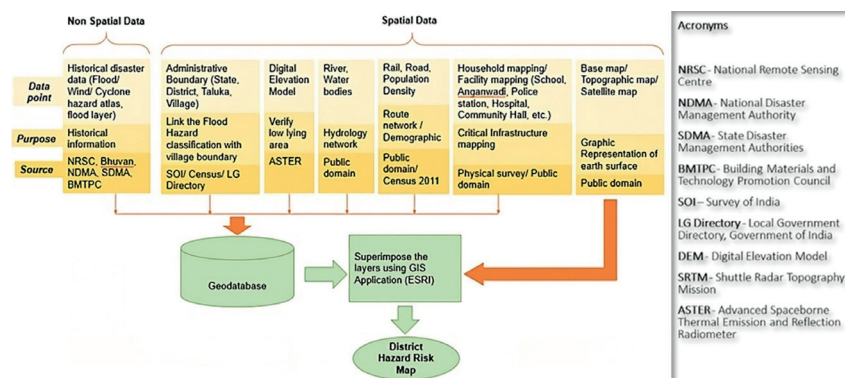 Non Spatial Data
Spatial Data
Data
point
Historical disaster
data (Flood/
Wind/ Cyclone
hazard atlas,
flood layer)
Administrative
Boundary (State,
District, Taluka,
Village)
Digital
Elevation
Model
River,
Water
bodies
Rail, Road,
Population
Density
Household mapping/
Facility mapping (School,
Anganwadi, Police
station, Hospital,
Community Hall, etc.)
Base map/
Topographic map/
Satellite map
Purpose
Historical
information
Link the Flood
Hazard
classification with
village boundary
Verify
low lying
area
Hydrology
network
Route
network /
Demographic
Critical Infrastructure
mapping
Graphic
Representation of
earth surface
Source
NRSC, Bhuvan,
NDMA, SDMA,
BMTPC
SOI/ Census/ LG
Directory
ASTER
Public
domain
Public
domain/
Census 2011
Physical survey/ Public
domain
Public domain
Geodatabase
Superimpose the
layers using GIS
Application (ESRI)
District
Hazard Risk
Map
Acronyms
NRSC- National Remote Sensing
Centre
NDMA- National Disaster
Management Authority
SDMA- State Disaster
Management Authorities
BMTPC- Building Materials and
Technology Promotion Council
SOI– Survey of India
LG Directory - Local Government
Directory, Government of India
DEM- Digital Elevation Model
SRTM- Shuttle Radar Topography
Mission
ASTER- Advanced Spaceborne
Thermal Emission and Reflection
Radiometer